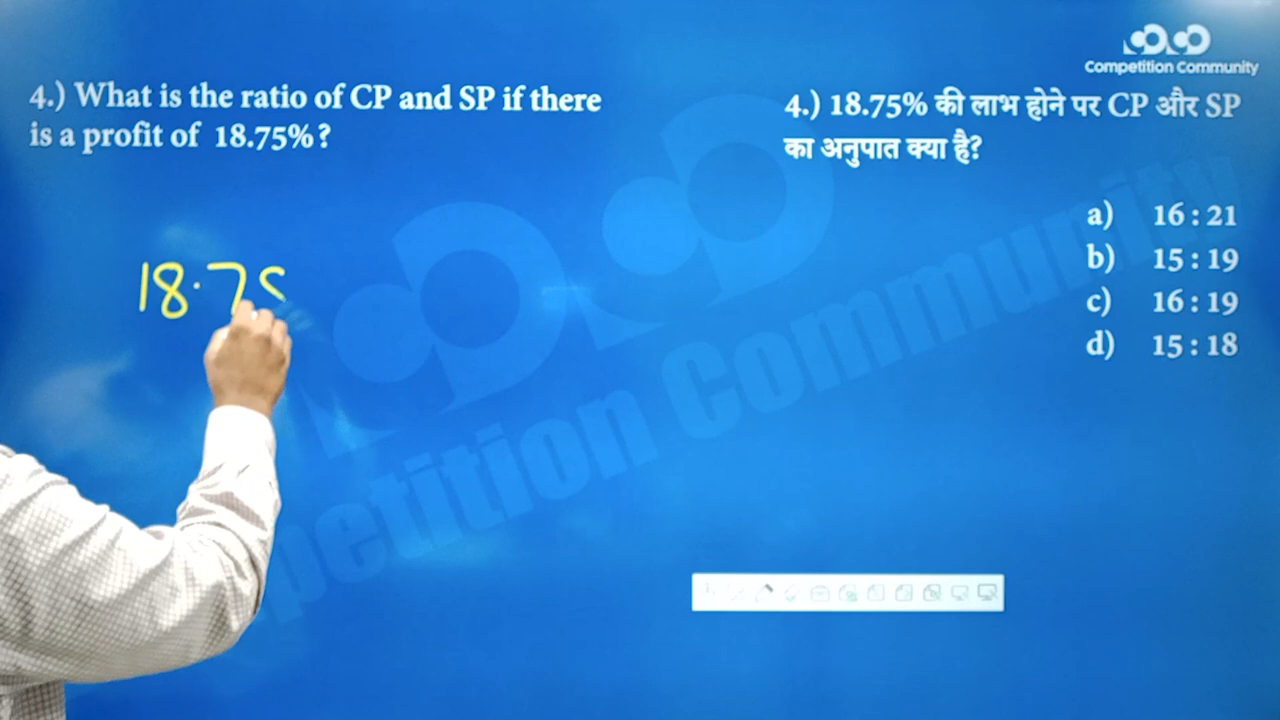 Competition Community
4.) What is the ratio of CP and SP if there
is a profit of 18.75%?
4.) 18.75% की लाभ होने पर CP और SP
का अनुपात क्या है?
a) 16 : 21
b) 15 : 19
c) 16 : 19
d) 15 : 18
18.75
petition Community